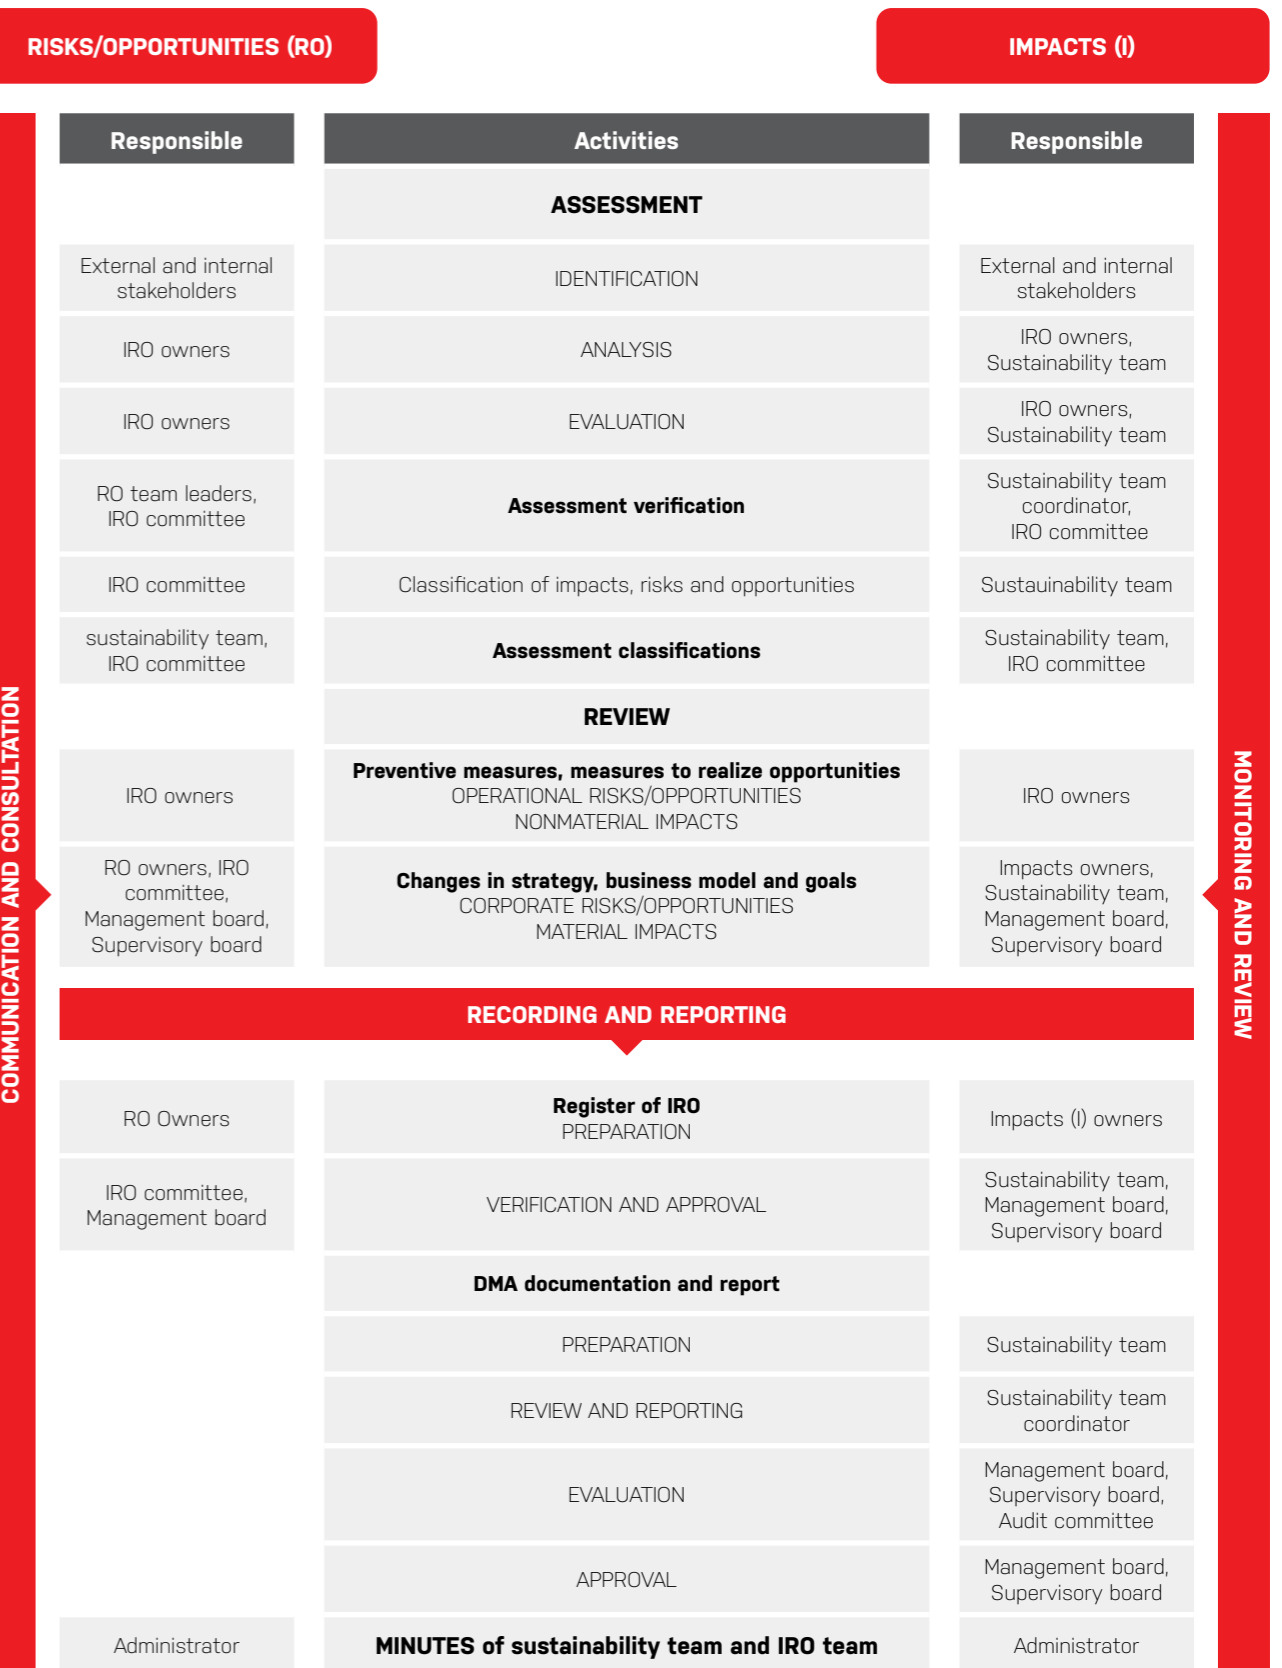 RISKS/OPPORTUNITIES (RO)
IMPACTS (I)
COMMUNICATION AND CONSULTATION
MONITORING AND REVIEW
Responsible
Activities
Responsible
ASSESSMENT
External and internal
stakeholders
IDENTIFICATION
External and internal
stakeholders
IRO owners
ANALYSIS
IRO owners,
Sustainability team
IRO owners
EVALUATION
IRO owners,
Sustainability team
RO team leaders,
IRO committee
Assessment verification
Sustainability team
coordinator,
IRO committee
IRO committee
Classification of impacts, risks and opportunities
Sustauinability team
sustainability team,
IRO committee
Assessment classifications
Sustainability team,
IRO committee
REVIEW
IRO owners
Preventive measures, measures to realize opportunities
OPERATIONAL RISKS/OPPORTUNITIES
NONMATERIAL IMPACTS
IRO owners
RO owners, IRO
committee,
Management board,
Supervisory board
Changes in strategy, business model and goals
CORPORATE RISKS/OPPORTUNITIES
MATERIAL IMPACTS
Impacts owners,
Sustainability team,
Management board,
Supervisory board
RECORDING AND REPORTING
RO Owners
Register of IRO
PREPARATION
Impacts (I) owners
IRO committee,
Management board
VERIFICATION AND APPROVAL
Sustainability team,
Management board,
Supervisory board
DMA documentation and report
PREPARATION
Sustainability team
REVIEW AND REPORTING
Sustainability team
coordinator
EVALUATION
Management board,
Supervisory board,
Audit committee
APPROVAL
Management board,
Supervisory board
Administrator
MINUTES of sustainability team and IRO team
Administrator